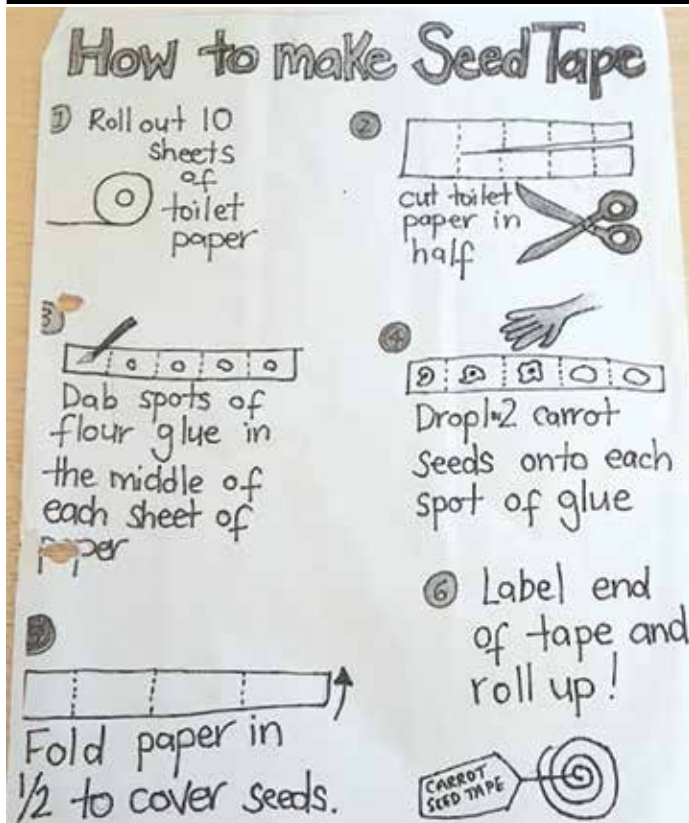 How to make Seed Tape
① Roll out 10
sheets
of
toilet
paper
②
cut toilet
paper in
half
3
Dab spots of
flour glue in
the middle of
each sheet of
paper
④
Drop 1-2 carrot
seeds onto each
spot of glue
5
Fold paper in
1/2 to cover seeds.
⑥ Label end
of tape and
roll up!
CARROT
SEED TAPE